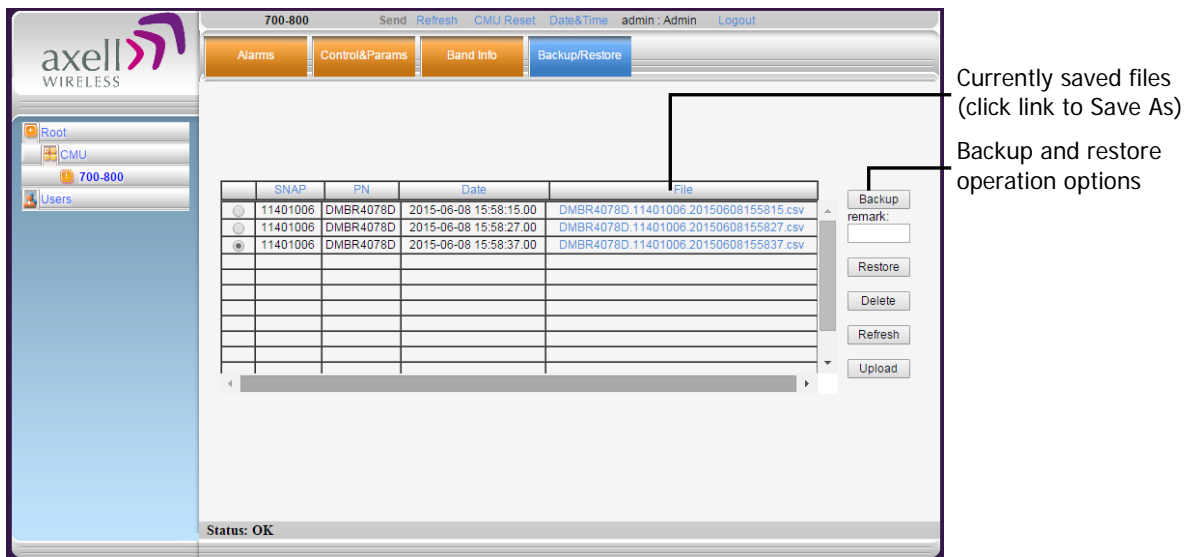 axell
WIRELESS
700-800 Send Refresh CMU Reset Date&Time admin : Admin Logout
Alarms Control&Params Band Info Backup/Restore
Root
CMU
700-800
Users
SNAP PN Date File
11401006 DMBR4078D 2015-06-08 15:58:15.00 DMBR4078D.11401006.20150608155815.csv
11401006 DMBR4078D 2015-06-08 15:58:27.00 DMBR4078D.11401006.20150608155827.csv
11401006 DMBR4078D 2015-06-08 15:58:37.00 DMBR4078D.11401006.20150608155837.csv
Backup
remark:
Restore
Delete
Refresh
Upload
Status: OK
Currently saved files
(click link to Save As)
Backup and restore
operation options